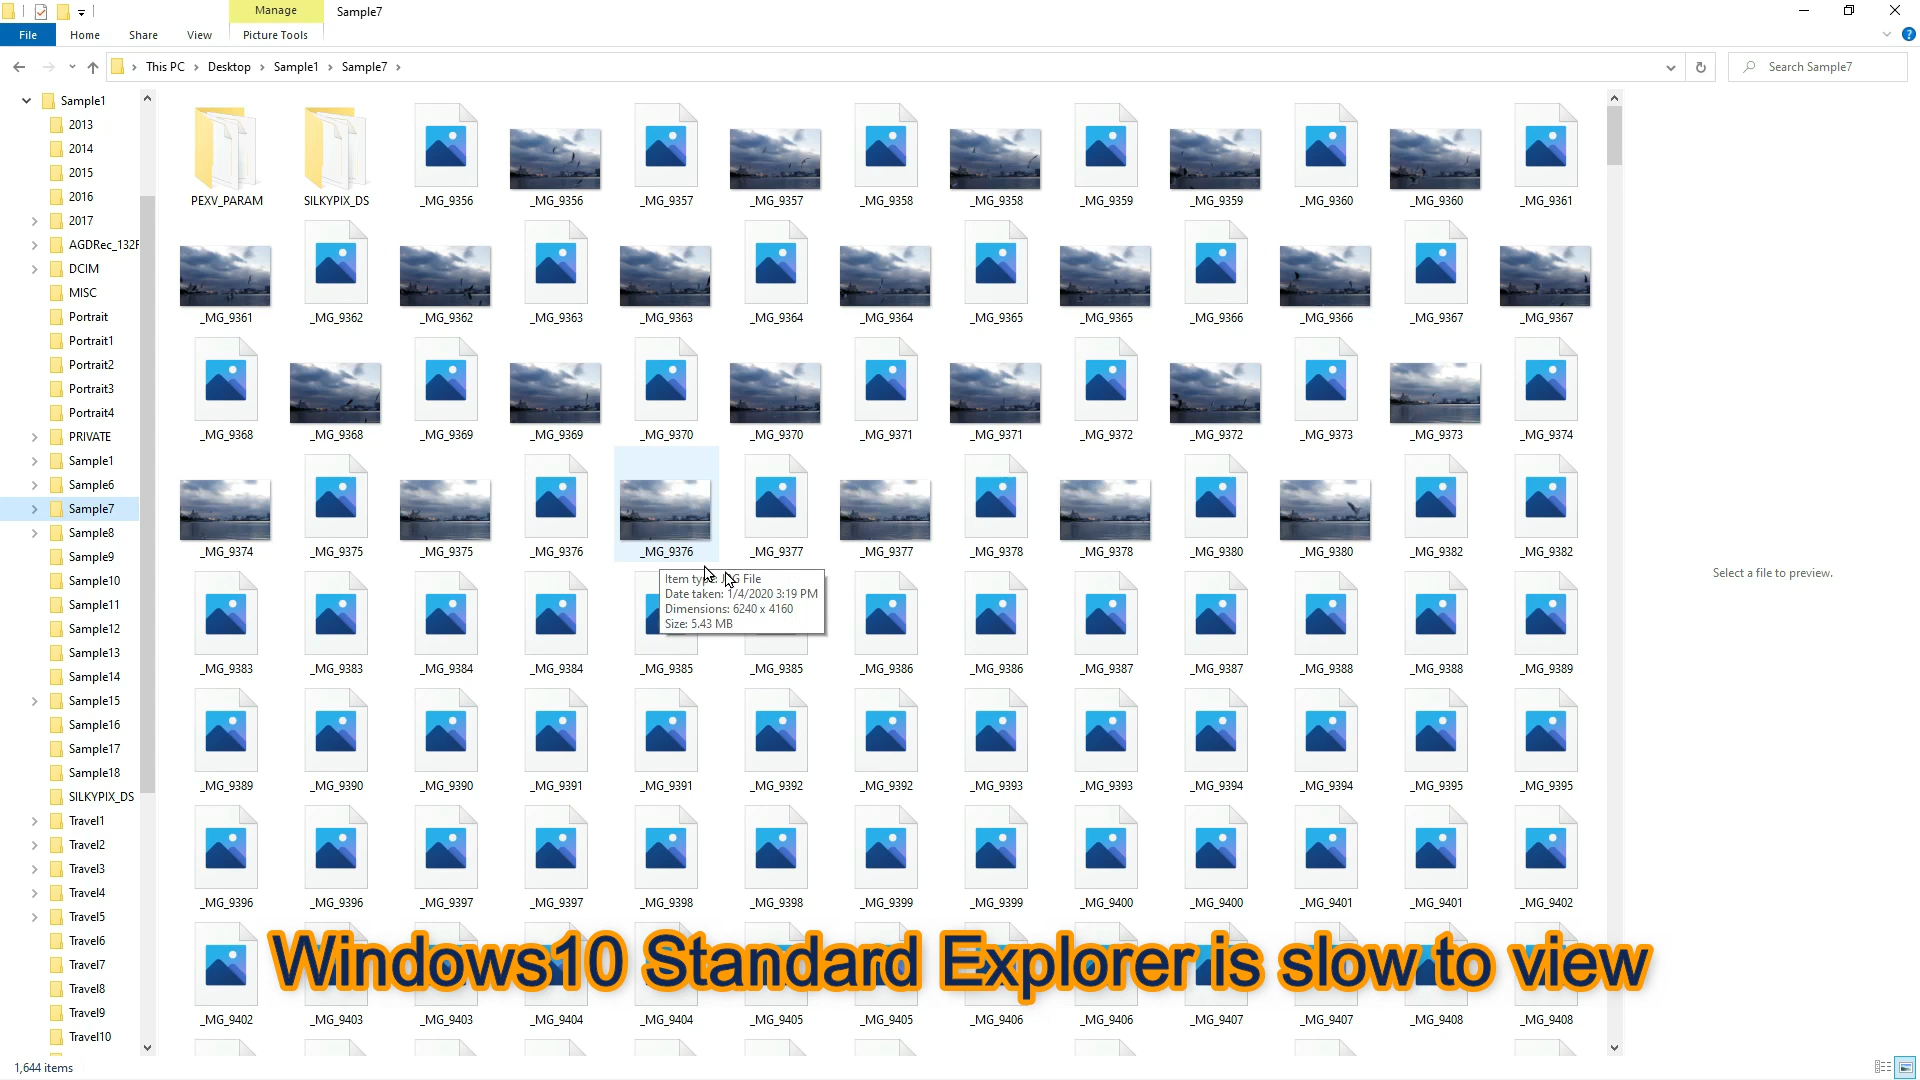 Manage
Sample7
File
Home
Share
View
Picture Tools
This PC > Desktop > Sample1 > Sample7 >
Search Sample7
Sample1
2013
2014
2015
2016
2017
AGDRec_132F
DCIM
MISC
Portrait
Portrait1
Portrait2
Portrait3
Portrait4
PRIVATE
Sample1
Sample6
Sample7
Sample8
Sample9
Sample10
Sample11
Sample12
Sample13
Sample14
Sample15
Sample16
Sample17
Sample18
SILKYPIX_DS
Travel1
Travel2
Travel3
Travel4
Travel5
Travel6
Travel7
Travel8
Travel9
Travel10
PEXV_PARAM SILKYPIX_DS _MG_9356 _MG_9356 _MG_9357 _MG_9357 _MG_9358 _MG_9358 _MG_9359 _MG_9359 _MG_9360 _MG_9360 _MG_9361
_MG_9361 _MG_9362 _MG_9362 _MG_9363 _MG_9363 _MG_9364 _MG_9364 _MG_9365 _MG_9365 _MG_9366 _MG_9366 _MG_9367 _MG_9367
_MG_9368 _MG_9368 _MG_9369 _MG_9369 _MG_9370 _MG_9370 _MG_9371 _MG_9371 _MG_9372 _MG_9372 _MG_9373 _MG_9373 _MG_9374
_MG_9374 _MG_9375 _MG_9375 _MG_9376 _MG_9376 _MG_9377 _MG_9377 _MG_9378 _MG_9378 _MG_9380 _MG_9380 _MG_9382 _MG_9382
Item type: JPG File
Date taken: 1/4/2020 3:19 PM
Dimensions: 6240 x 4160
Size: 5.43 MB
_MG_9383 _MG_9383 _MG_9384 _MG_9384 _MG_9385 _MG_9385 _MG_9386 _MG_9386 _MG_9387 _MG_9387 _MG_9388 _MG_9388 _MG_9389
_MG_9389 _MG_9390 _MG_9390 _MG_9391 _MG_9391 _MG_9392 _MG_9392 _MG_9393 _MG_9393 _MG_9394 _MG_9394 _MG_9395 _MG_9395
_MG_9396 _MG_9396 _MG_9397 _MG_9397 _MG_9398 _MG_9398 _MG_9399 _MG_9399 _MG_9400 _MG_9400 _MG_9401 _MG_9401 _MG_9402
Windows10 Standard Explorer is slow to view
_MG_9402 _MG_9403 _MG_9403 _MG_9404 _MG_9404 _MG_9405 _MG_9405 _MG_9406 _MG_9406 _MG_9407 _MG_9407 _MG_9408 _MG_9408
Select a file to preview.
1,644 items